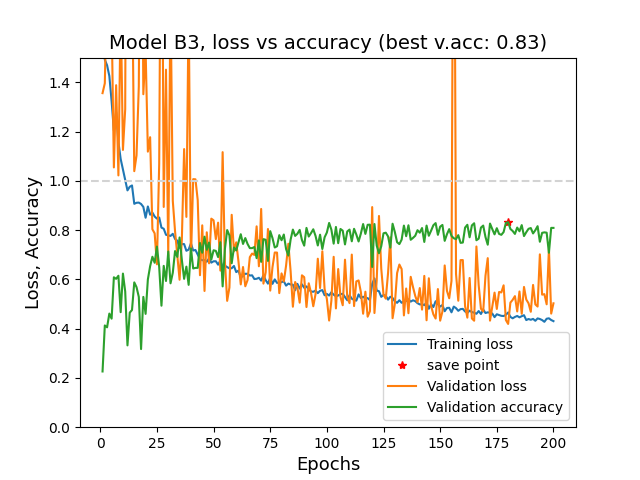 Model B3, loss vs accuracy (best v.acc: 0.83)
Loss, Accuracy
1.4
1.2
1.0
0.8
0.6
0.4
0.2
0.0
Training loss
save point
Validation loss
Validation accuracy
0 25 50 75 100 125 150 175 200
Epochs